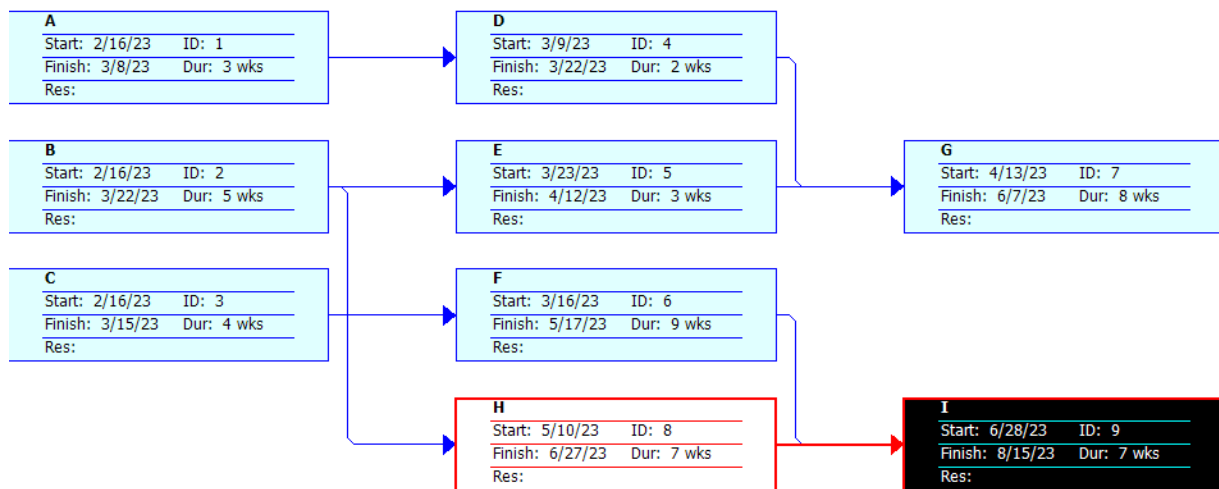 A
Start: 2/16/23 ID: 1
Finish: 3/8/23 Dur: 3 wks
Res:
D
Start: 3/9/23 ID: 4
Finish: 3/22/23 Dur: 2 wks
Res:
B
Start: 2/16/23 ID: 2
Finish: 3/22/23 Dur: 5 wks
Res:
E
Start: 3/23/23 ID: 5
Finish: 4/12/23 Dur: 3 wks
Res:
G
Start: 4/13/23 ID: 7
Finish: 6/7/23 Dur: 8 wks
Res:
C
Start: 2/16/23 ID: 3
Finish: 3/15/23 Dur: 4 wks
Res:
F
Start: 3/16/23 ID: 6
Finish: 5/17/23 Dur: 9 wks
Res:
H
Start: 5/10/23 ID: 8
Finish: 6/27/23 Dur: 7 wks
Res:
I
Start: 6/28/23 ID: 9
Finish: 8/15/23 Dur: 7 wks
Res: